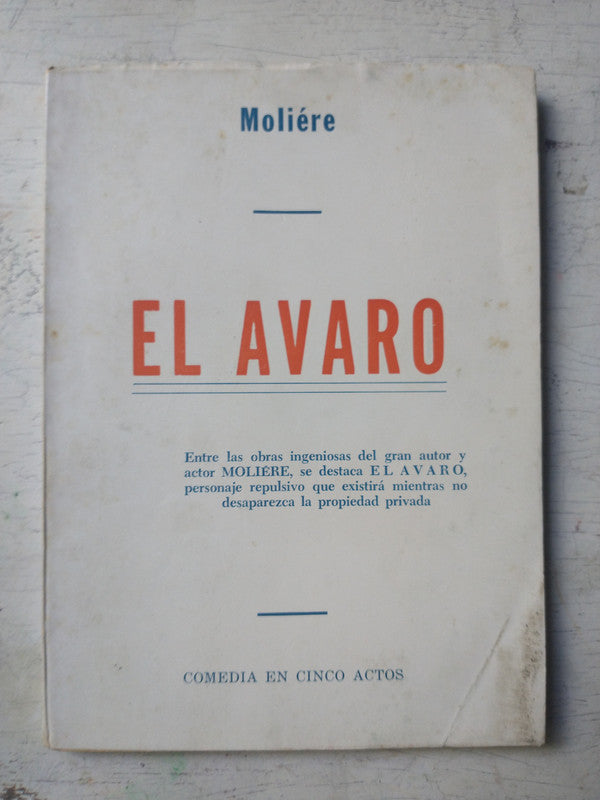 Moliére
EL AVARO
Entre las obras ingeniosas del gran autor y
actor MOLIÉRE, se destaca EL AVARO,
personaje repulsivo que existirá mientras no
desaparezca la propiedad privada
COMEDIA EN CINCO ACTOS